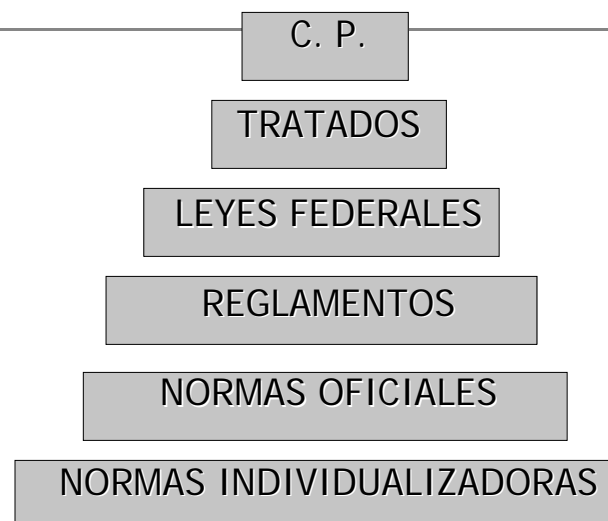 C. P.
TRATADOS
LEYES FEDERALES
REGLAMENTOS
NORMAS OFICIALES
NORMAS INDIVIDUALIZADORAS